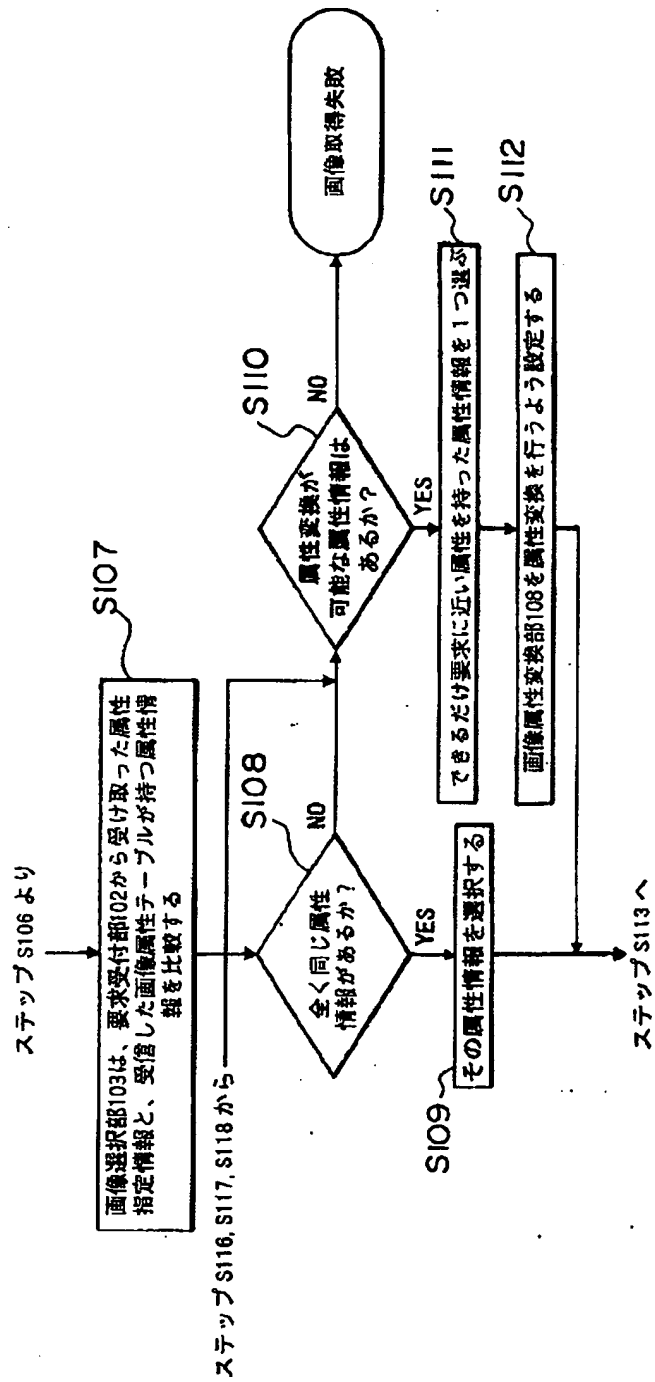 ステップS106より
S107
画像選択部103は、要求受付部102から受け取った属性
指定情報と、受信した画像属性テーブルが持つ属性情
報を比較する
ステップS116, S117, S118から
S108
全く同じ属性
情報があるか?
NO
YES
S109
その属性情報を選択する
S110
属性変換が
可能な属性情報は
あるか?
NO
画像取得失敗
YES
S111
できるだけ要求に近い属性を持った属性情報を1つ選ぶ
S112
画像属性変換部108を属性変換を行うよう設定する
ステップS113へ